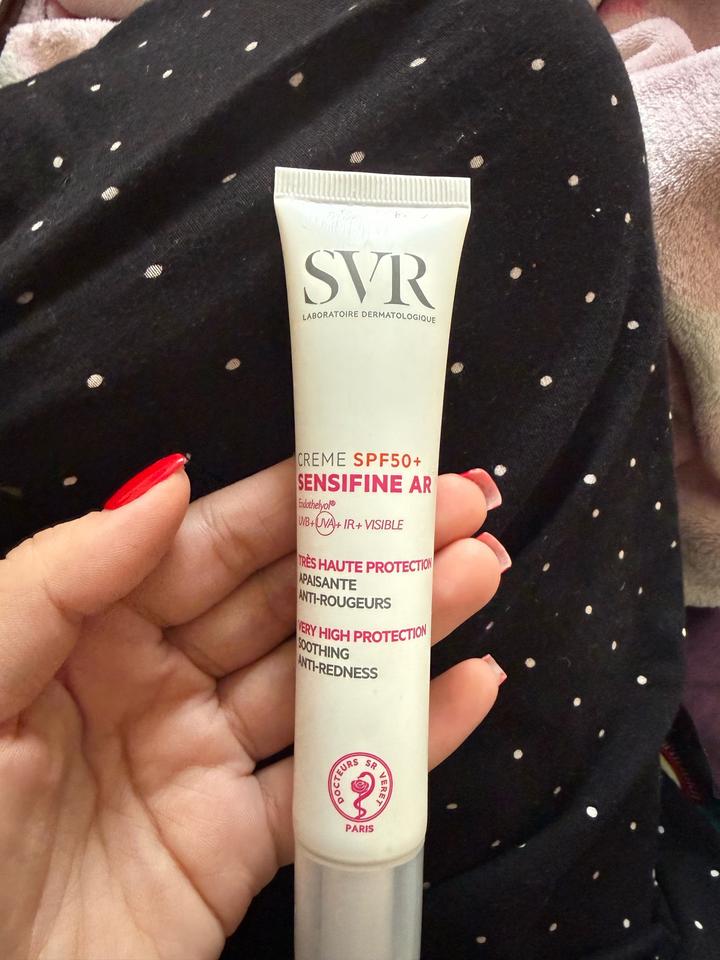 SVR
LABORATOIRE DERMATOLOGIQUE
CREME SPF50+
SENSIFINE AR
Endothelyol®
UVB+UVA+ IR+ VISIBLE
TRÈS HAUTE PROTECTION
APAISANTE
ANTI-ROUGEURS
VERY HIGH PROTECTION
SOOTHING
ANTI-REDNESS
DOCTEURS SR VERET
PARIS